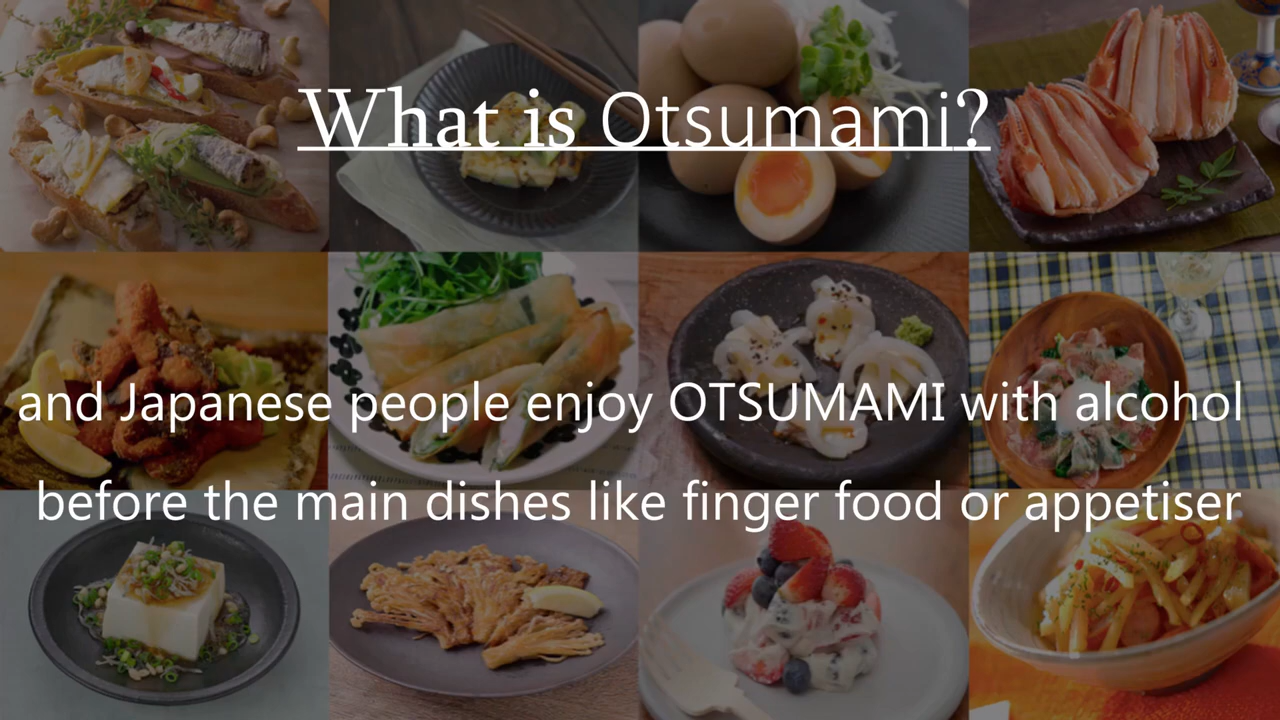 What is Otsumami?
and Japanese people enjoy OTSUMAMI with alcohol
before the main dishes like finger food or appetiser